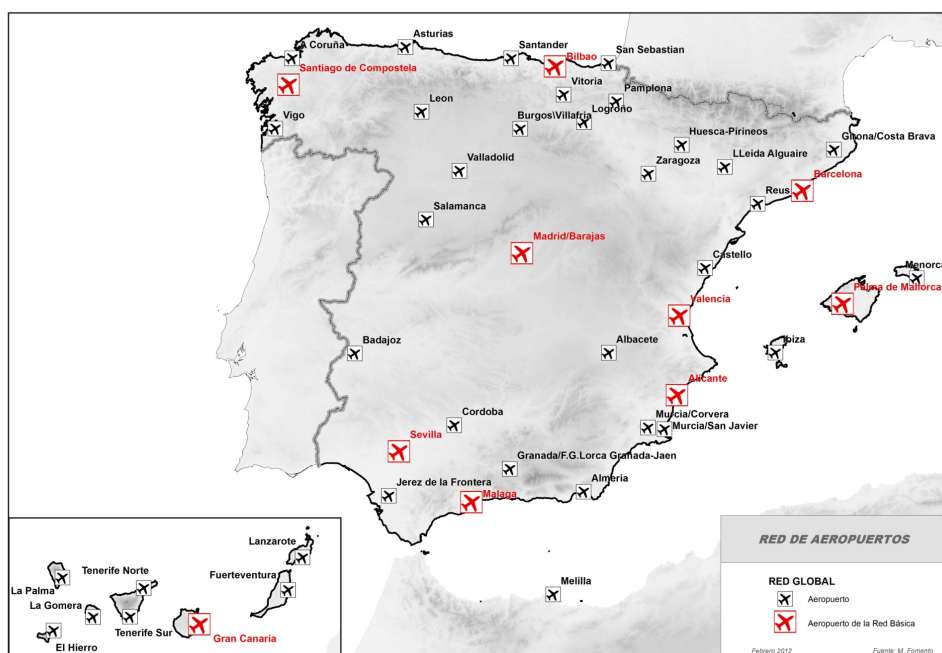 Asturias
LA Coruña
Santander
Bilbao
San Sebastian
Santiago de Compostela
Vitoria
Pamplona
Leon
Logroño
Vigo
Burgos\Villafria
Huesca-Pirineos
Girona/Costa Brava
Valladolid
Zaragoza
LLeida Alguaire
Barcelona
Reus
Salamanca
Madrid/Barajas
Castello
Menorca
Palma de Mallorca
Valencia
Badajoz
Albacete
Ibiza
Alicante
Cordoba
Murcia/Corvera
Murcia/San Javier
Sevilla
Granada/F.G.Lorca Granada-Jaen
Jerez de la Frontera
Malaga
Almeria
Melilla
Lanzarote
Tenerife Norte
Fuerteventura
La Palma
La Gomera
Tenerife Sur
Gran Canaria
El Hierro
RED DE AEROPUERTOS
RED GLOBAL
Aeropuerto
Aeropuerto de la Red Básica
Febrero 2012
Fuente: M. Fomento